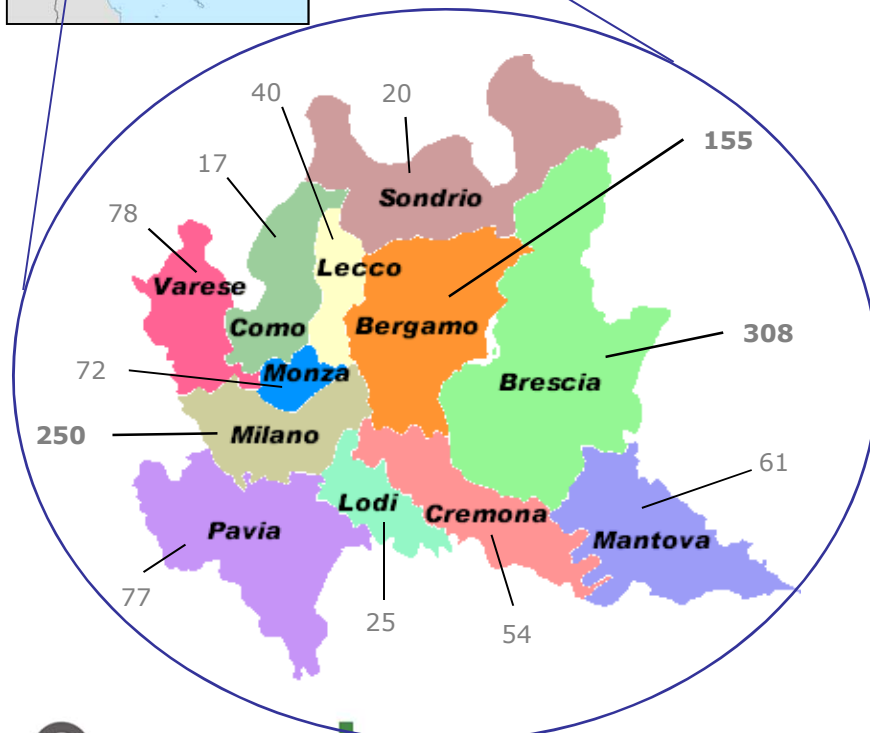 40
20
155
17
Sondrio
78
Lecco
Varese
Como
Bergamo
308
72
Monza
Brescia
250
Milano
61
Lodi
Cremona
Pavia
Mantova
77
25
54